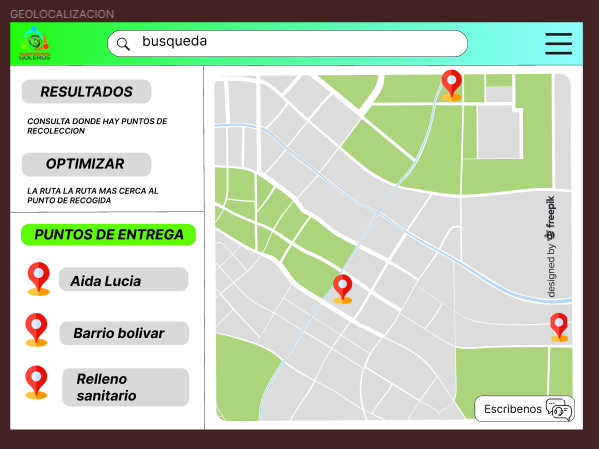 GEOLOCALIZACION
GOLEROS
busqueda
RESULTADOS
CONSULTA DONDE HAY PUNTOS DE
RECOLECCION
OPTIMIZAR
LA RUTA LA RUTA MAS CERCA AL
PUNTO DE RECOGIDA
PUNTOS DE ENTREGA
Aida Lucia
Barrio bolivar
Relleno
sanitario
designed by freepik
Escribenos